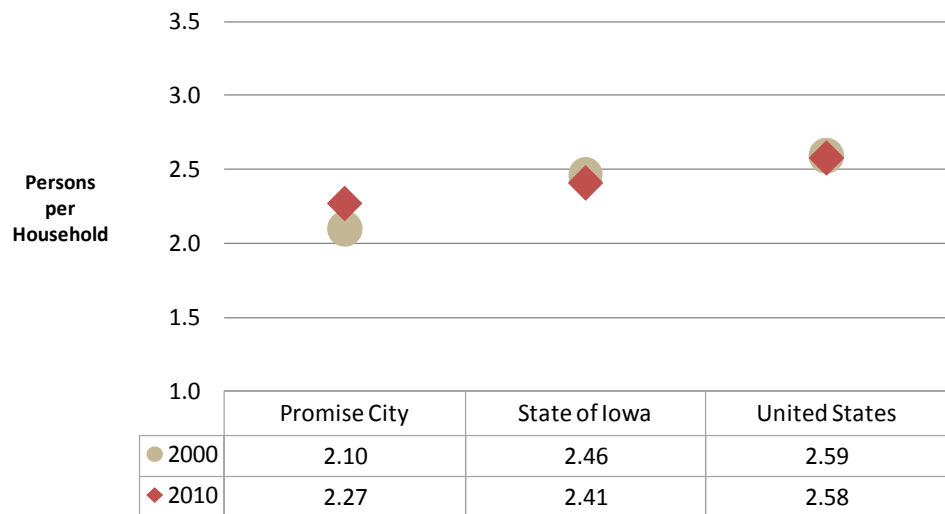 3.5
3.0
2.5
Persons
per
Household
2.0
1.5
1.0
Promise City State of Iowa United States
2000 2.10 2.46 2.59
2010 2.27 2.41 2.58